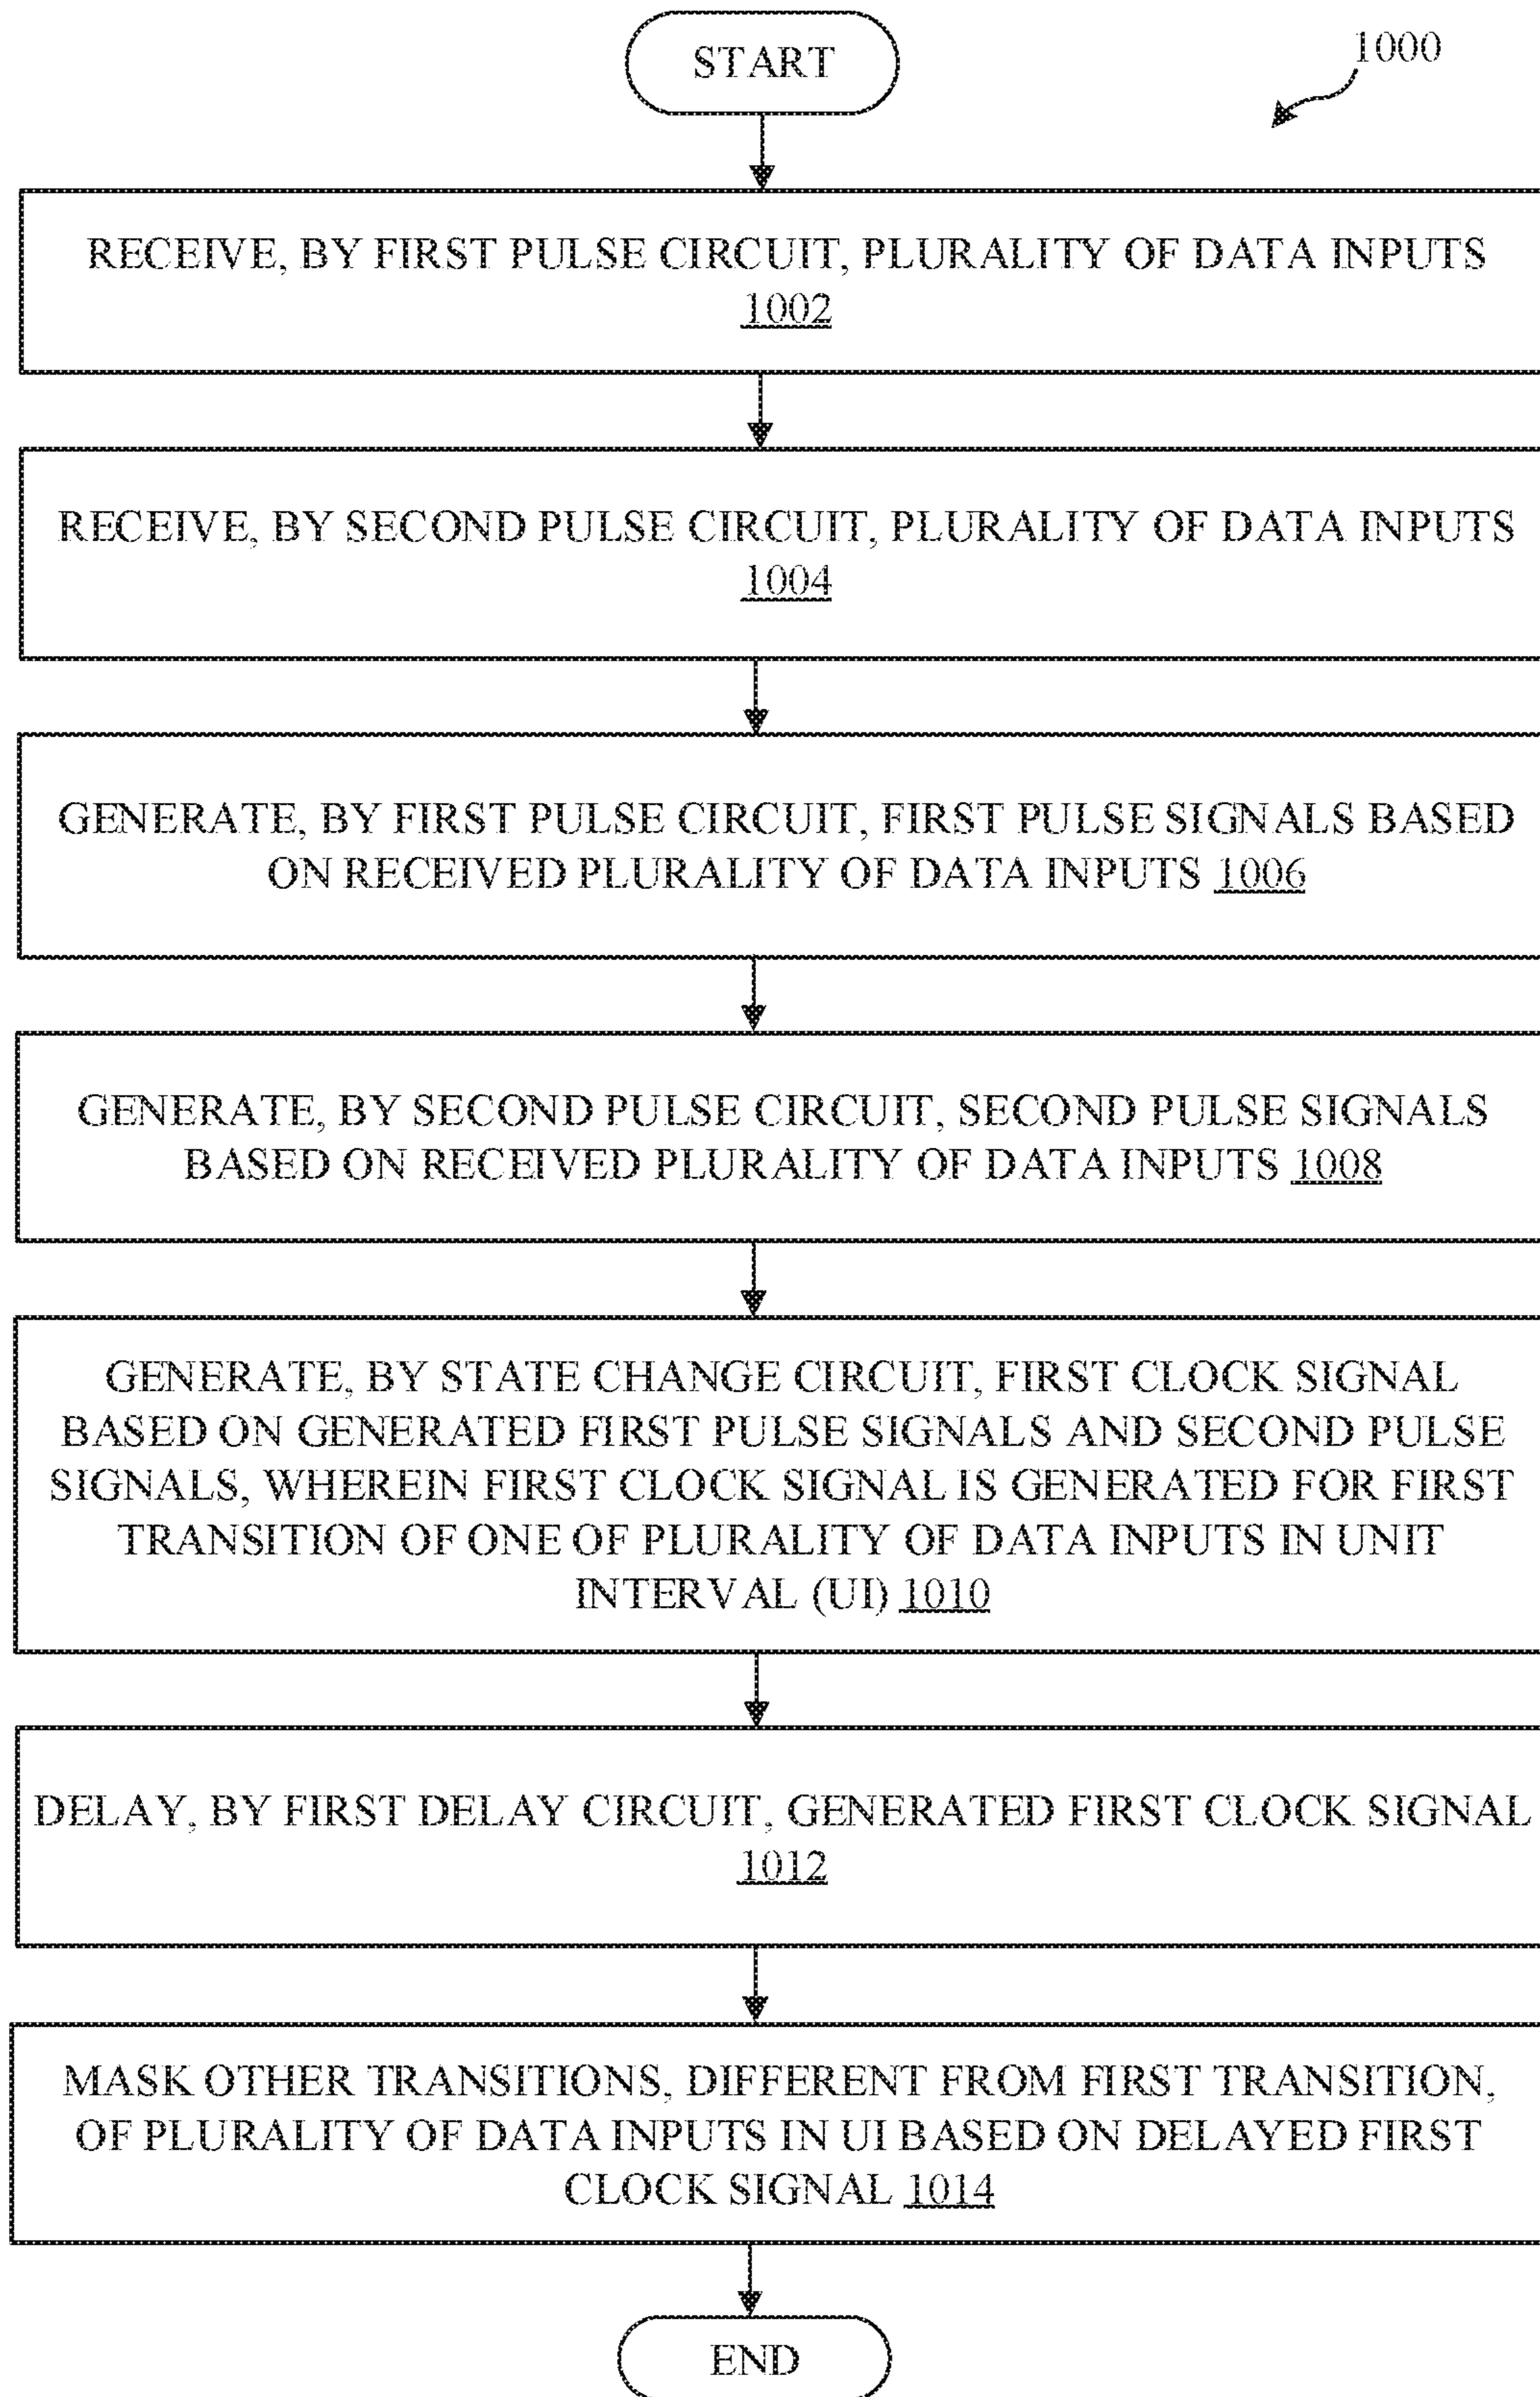 START
1000
RECEIVE, BY FIRST PULSE CIRCUIT, PLURALITY OF DATA INPUTS
1002
RECEIVE, BY SECOND PULSE CIRCUIT, PLURALITY OF DATA INPUTS
1004
GENERATE, BY FIRST PULSE CIRCUIT, FIRST PULSE SIGNALS BASED
ON RECEIVED PLURALITY OF DATA INPUTS 1006
GENERATE, BY SECOND PULSE CIRCUIT, SECOND PULSE SIGNALS
BASED ON RECEIVED PLURALITY OF DATA INPUTS 1008
GENERATE, BY STATE CHANGE CIRCUIT, FIRST CLOCK SIGNAL
BASED ON GENERATED FIRST PULSE SIGNALS AND SECOND PULSE
SIGNALS, WHEREIN FIRST CLOCK SIGNAL IS GENERATED FOR FIRST
TRANSITION OF ONE OF PLURALITY OF DATA INPUTS IN UNIT
INTERVAL (UI) 1010
DELAY, BY FIRST DELAY CIRCUIT, GENERATED FIRST CLOCK SIGNAL
1012
MASK OTHER TRANSITIONS, DIFFERENT FROM FIRST TRANSITION,
OF PLURALITY OF DATA INPUTS IN UI BASED ON DELAYED FIRST
CLOCK SIGNAL 1014
END